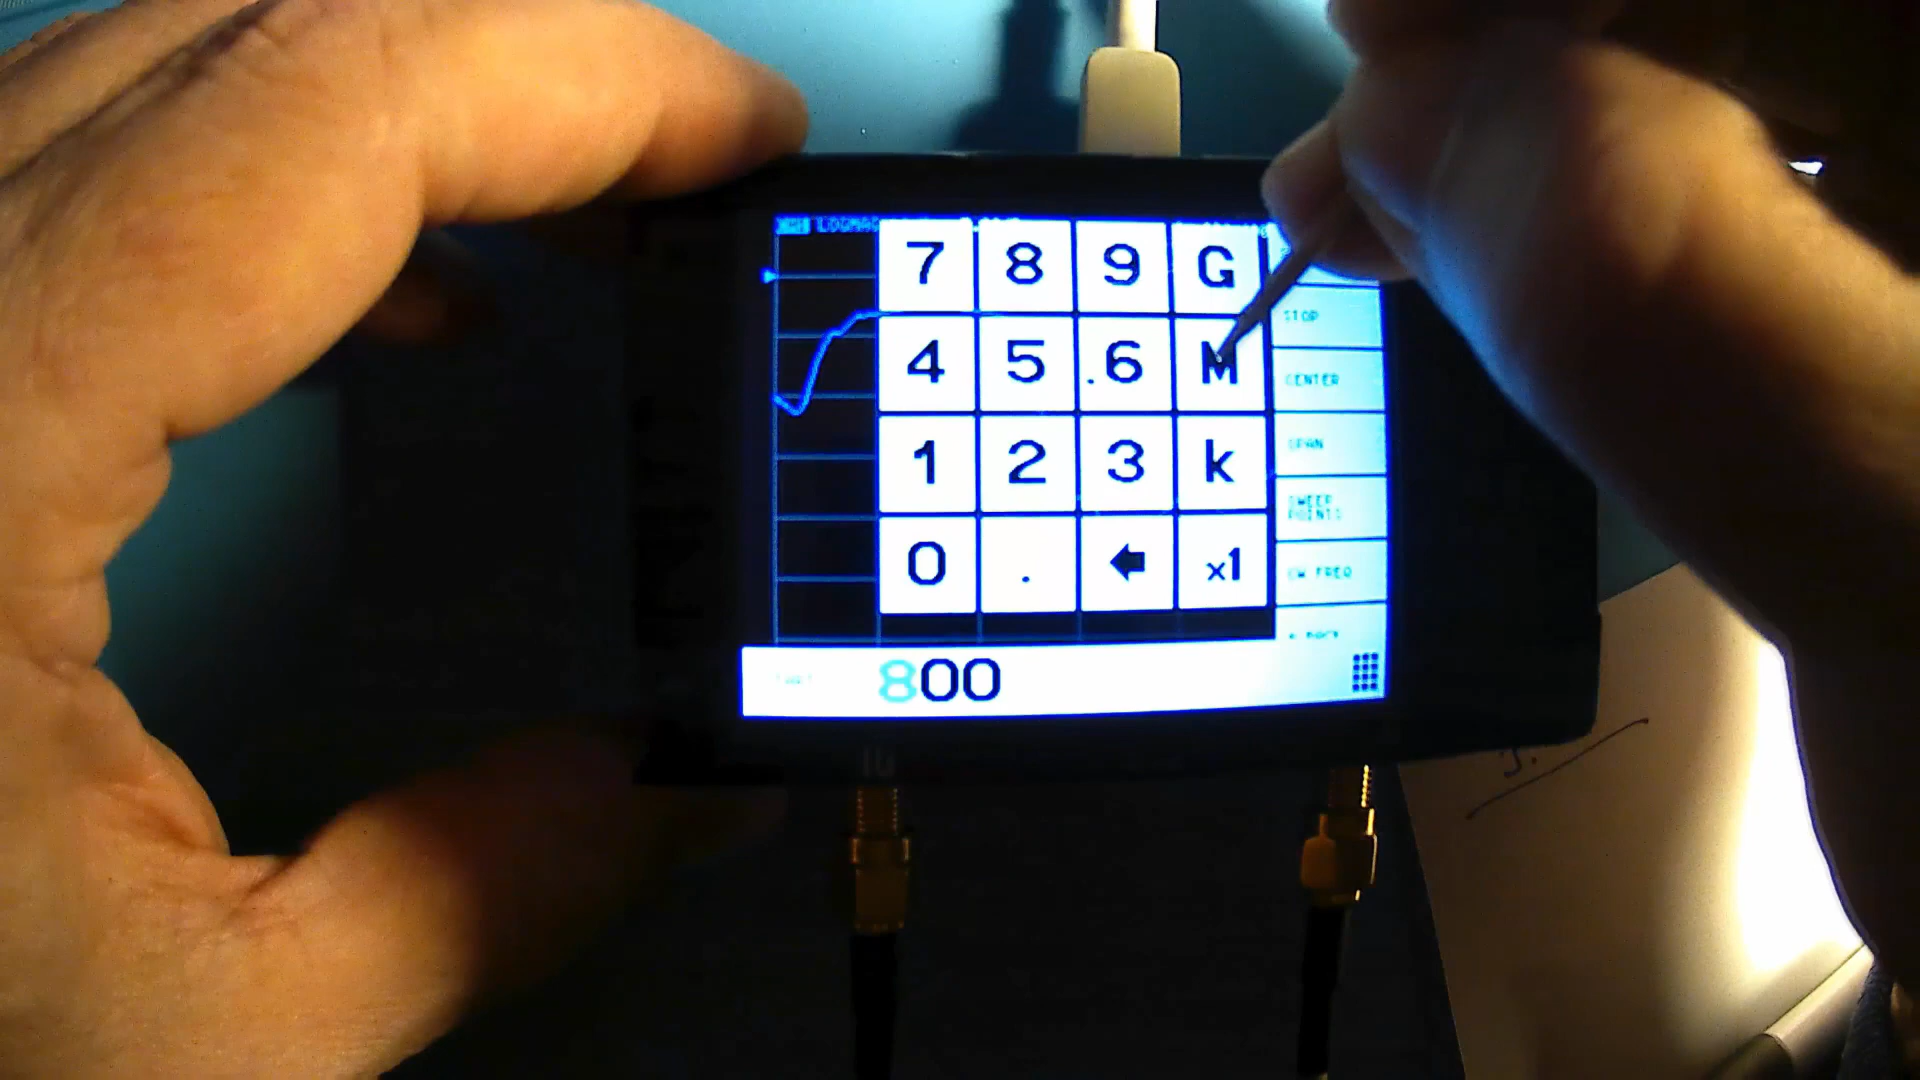 LOGMAG
7 8 9 G
4 5 6 M
1 2 3 k
0 . x1
STOP
CENTER
SPAN
SWEEP
POINTS
CW FREQ
800